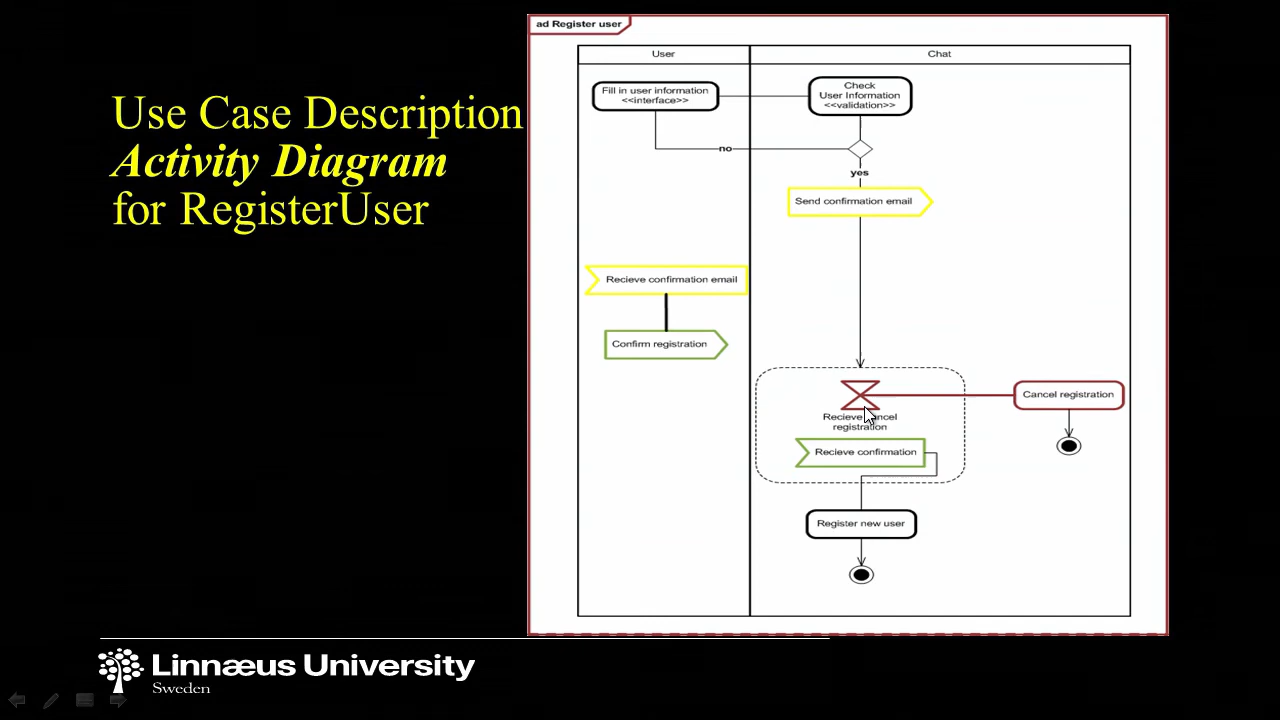 ad Register user
User
Chat
Use Case Description
Activity Diagram
for RegisterUser
Fill in user information
<<interface>>
Check
User Information
<<validation>>
no
yes
Send confirmation email
Recieve confirmation email
Confirm registration
Recieve cancel
registration
Cancel registration
Recieve confirmation
Register new user
Linnæus University
Sweden